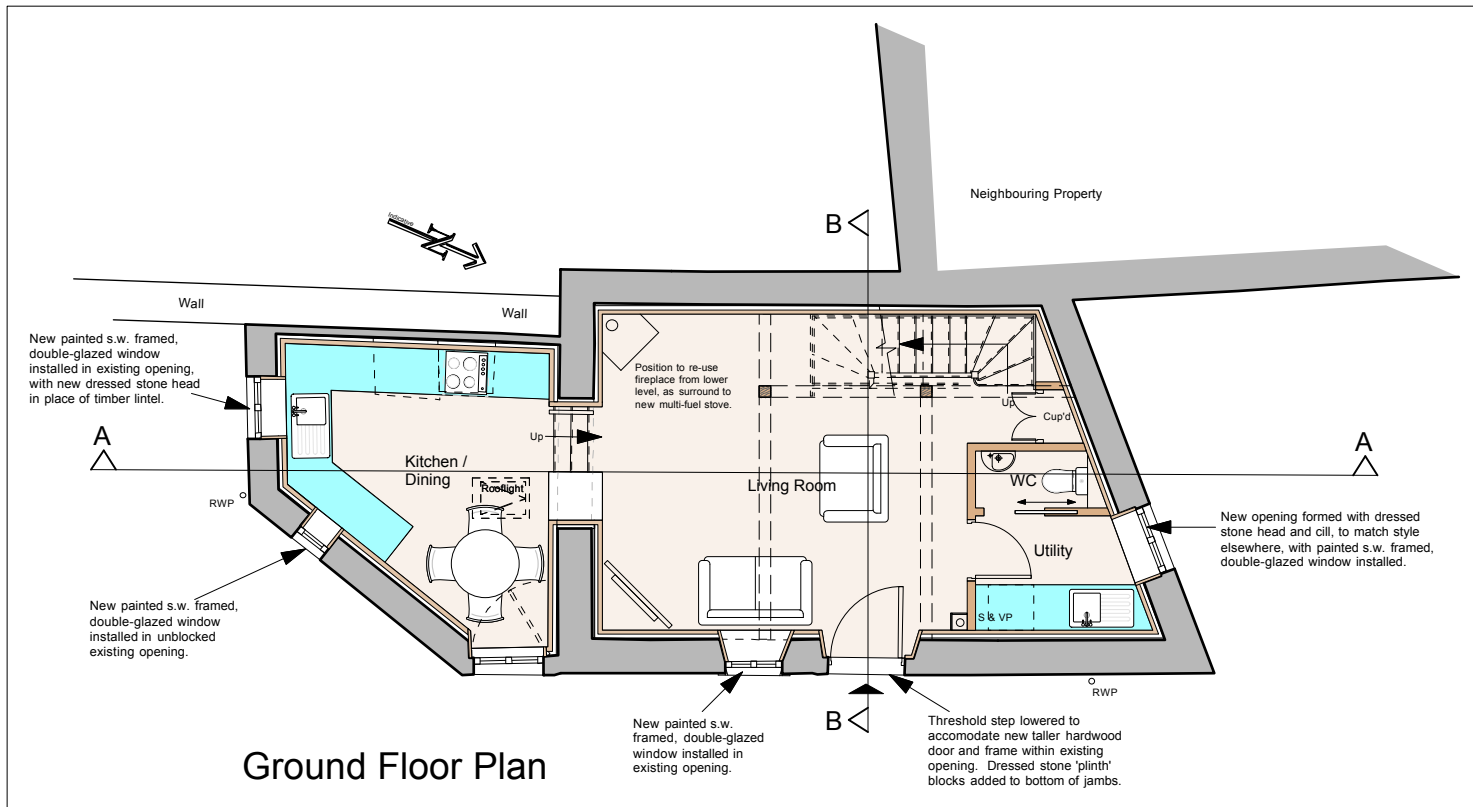 Neighbouring Property
B
Indicative
N
Wall
Wall
New painted s.w. framed,
double-glazed window
installed in existing opening,
with new dressed stone head
in place of timber lintel.
Position to re-use
fireplace from lower
level, as surround to
new multi-fuel stove.
Up
Cup'd
A
Up
A
Kitchen /
Dining
Living Room
WC
Rooflight
RWP
New opening formed with dressed
stone head and cill, to match style
elsewhere, with painted s.w. framed,
double-glazed window installed.
Utility
New painted s.w. framed,
double-glazed window
installed in unblocked
existing opening.
S & VP
RWP
New painted s.w.
framed, double-glazed
window installed in
existing opening.
B
Threshold step lowered to
accomodate new taller hardwood
door and frame within existing
opening. Dressed stone 'plinth'
blocks added to bottom of jambs.
Ground Floor Plan